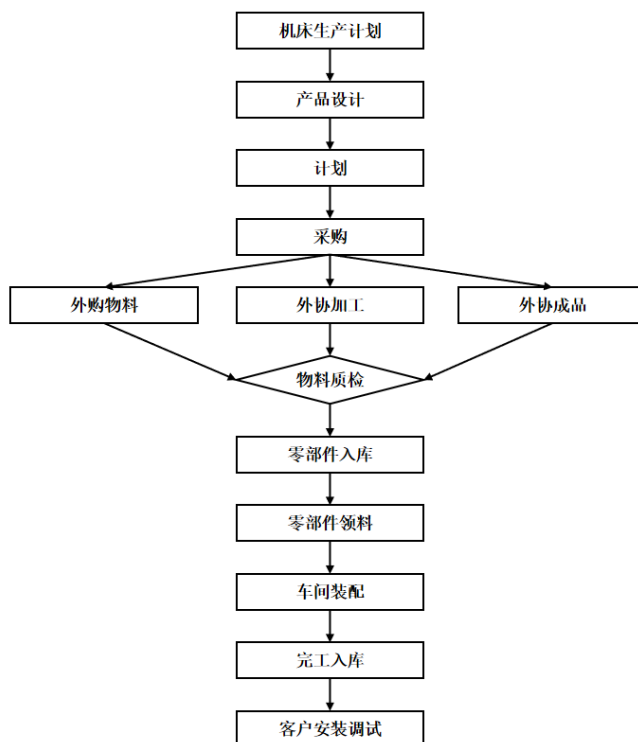 机床生产计划
产品设计
计划
采购
外购物料
外协加工
外协成品
物料质检
零部件入库
零部件领料
车间装配
完工入库
客户安装调试